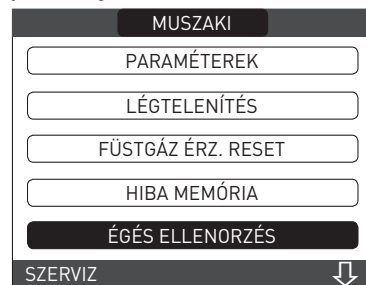 MUSZAKI
PARAMÉTEREK
LÉGTELENÍTÉS
FÜSTGÁZ ÉRZ. RESET
HIBA MEMÓRIA
ÉGÉS ELLENORZÉS
SZERVIZ